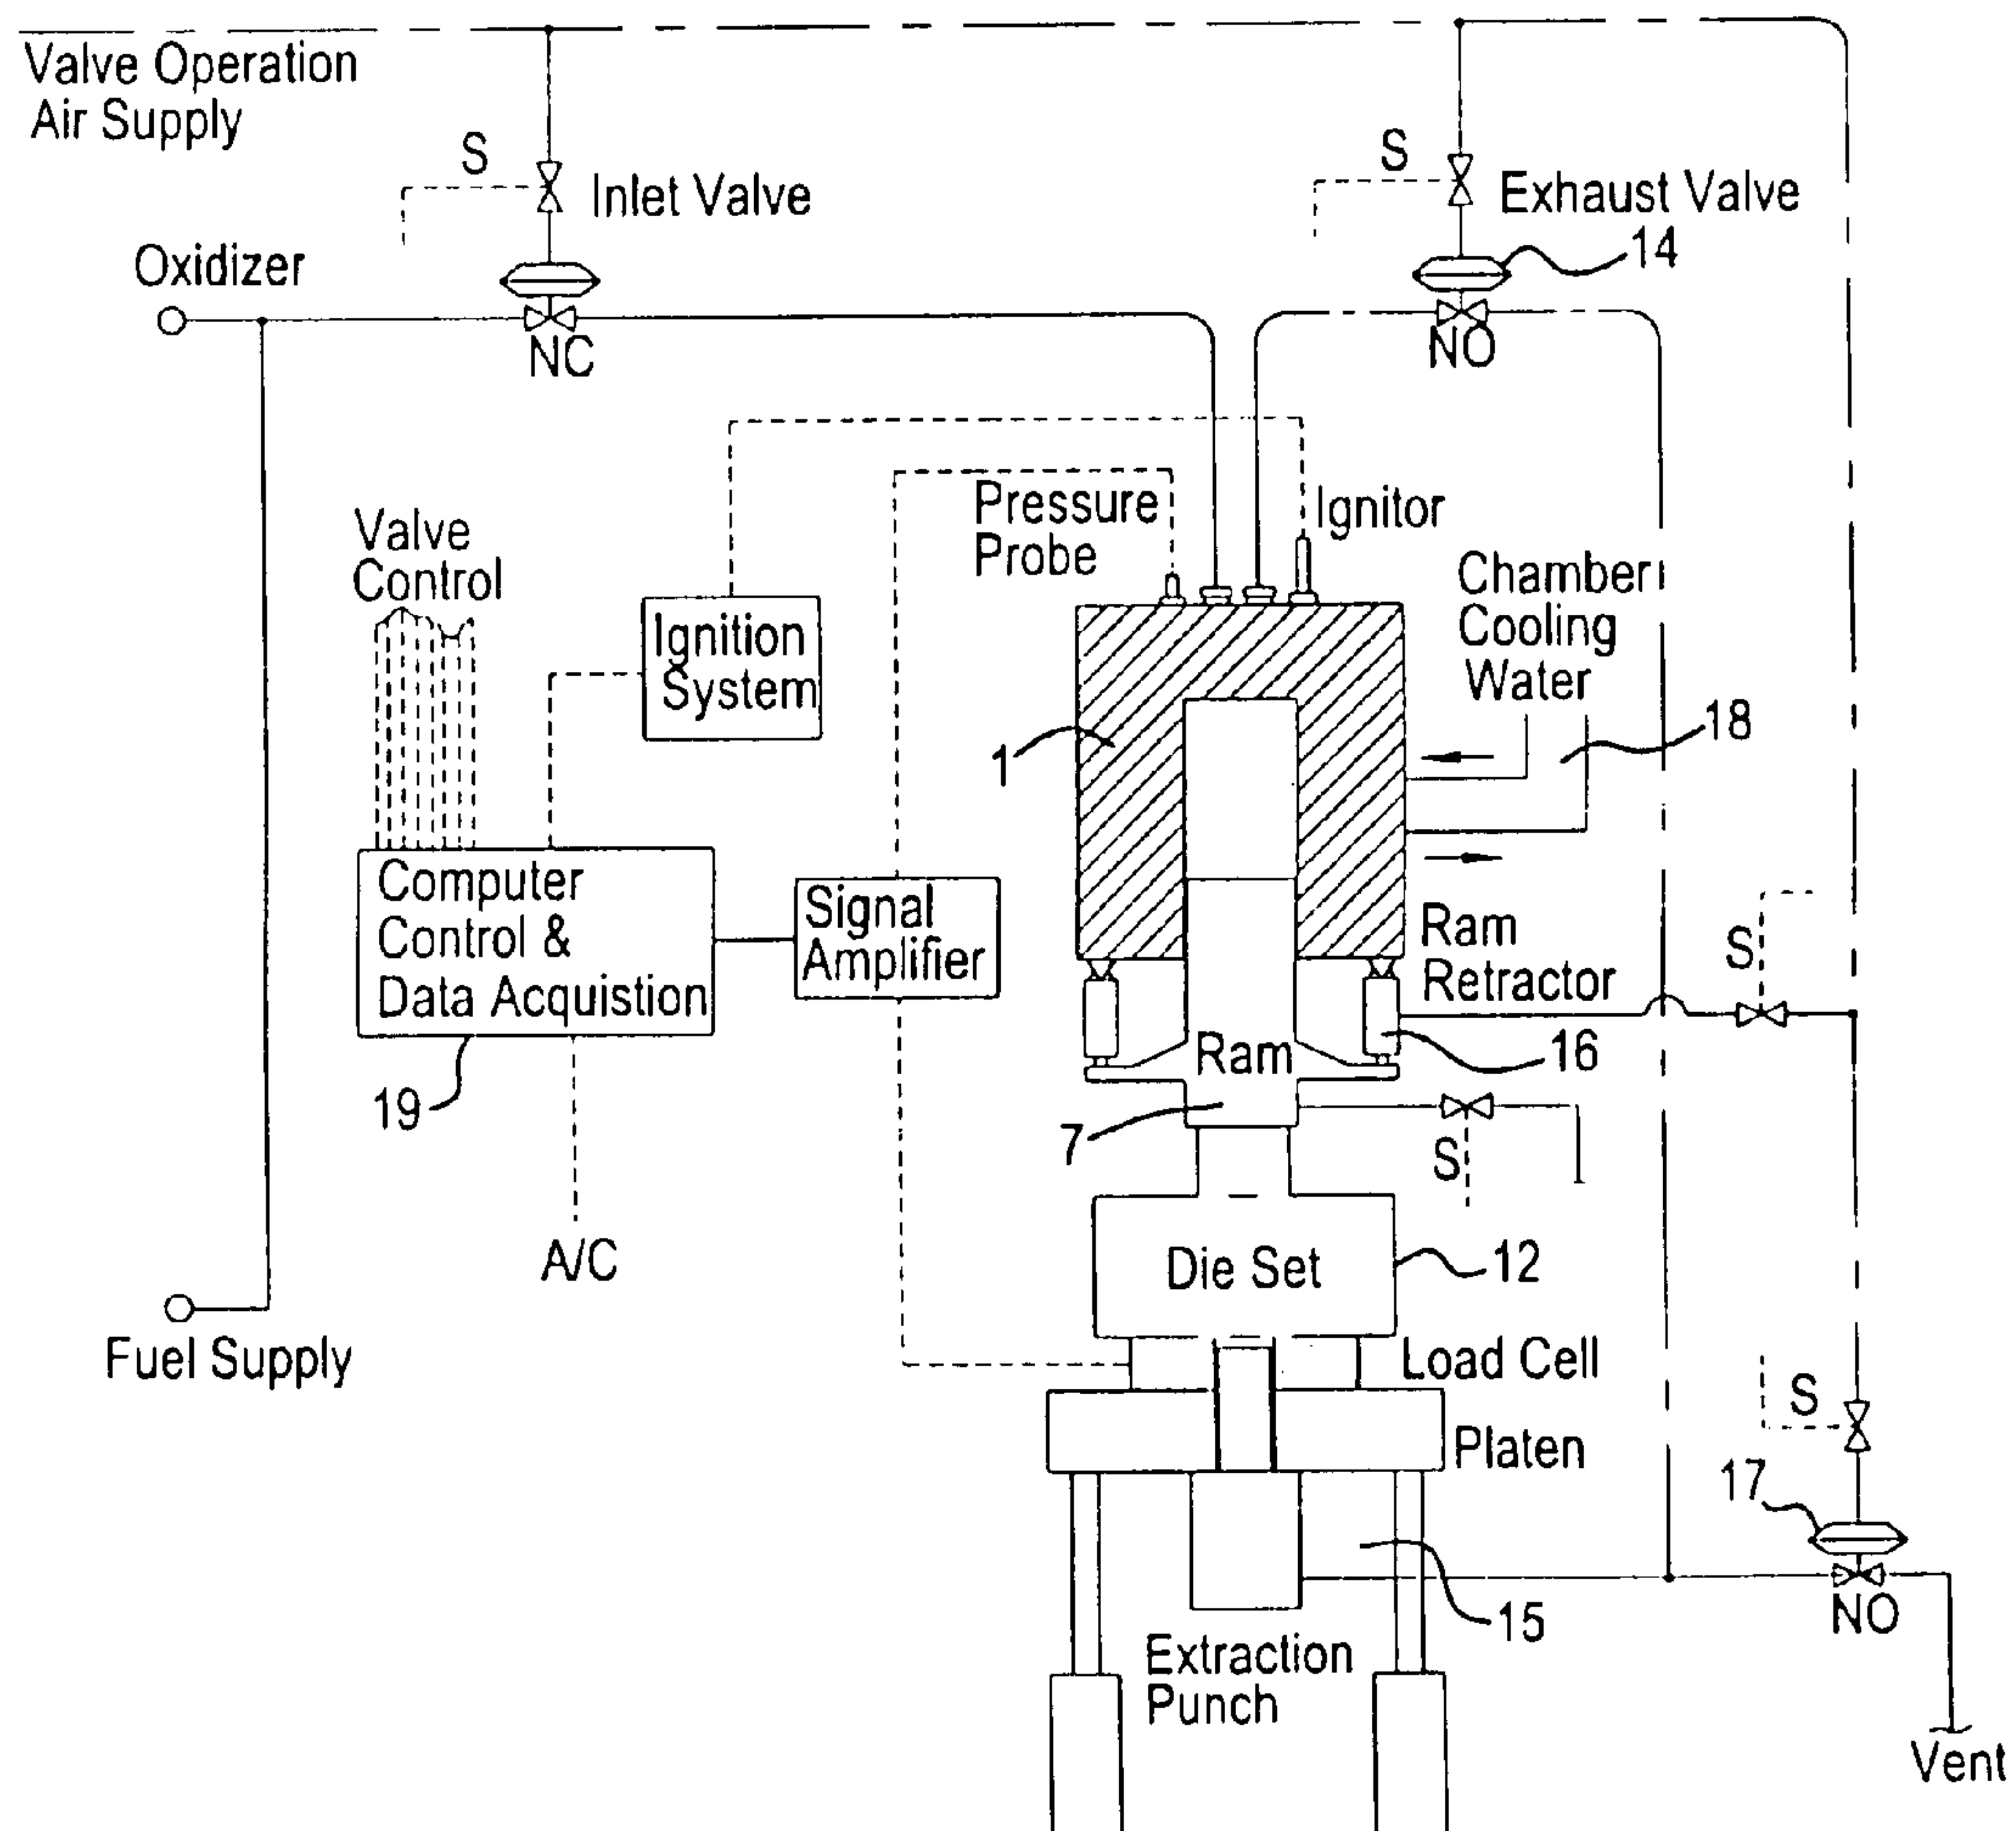 Valve Operation
Air Supply
S
Inlet Valve
S
Exhaust Valve
14
Oxidizer
NC
NO
Pressure
Probe
Ignitor
Valve
Control
Chamber
Cooling
Water
Ignition
System
1
18
Computer
Control &
Data Acquistion
Signal
Amplifier
Ram
Retractor
S
16
Ram
19
7
S
A/C
Die Set
12
Fuel Supply
Load Cell
Platen
S
17
NO
15
Extraction
Punch
Vent